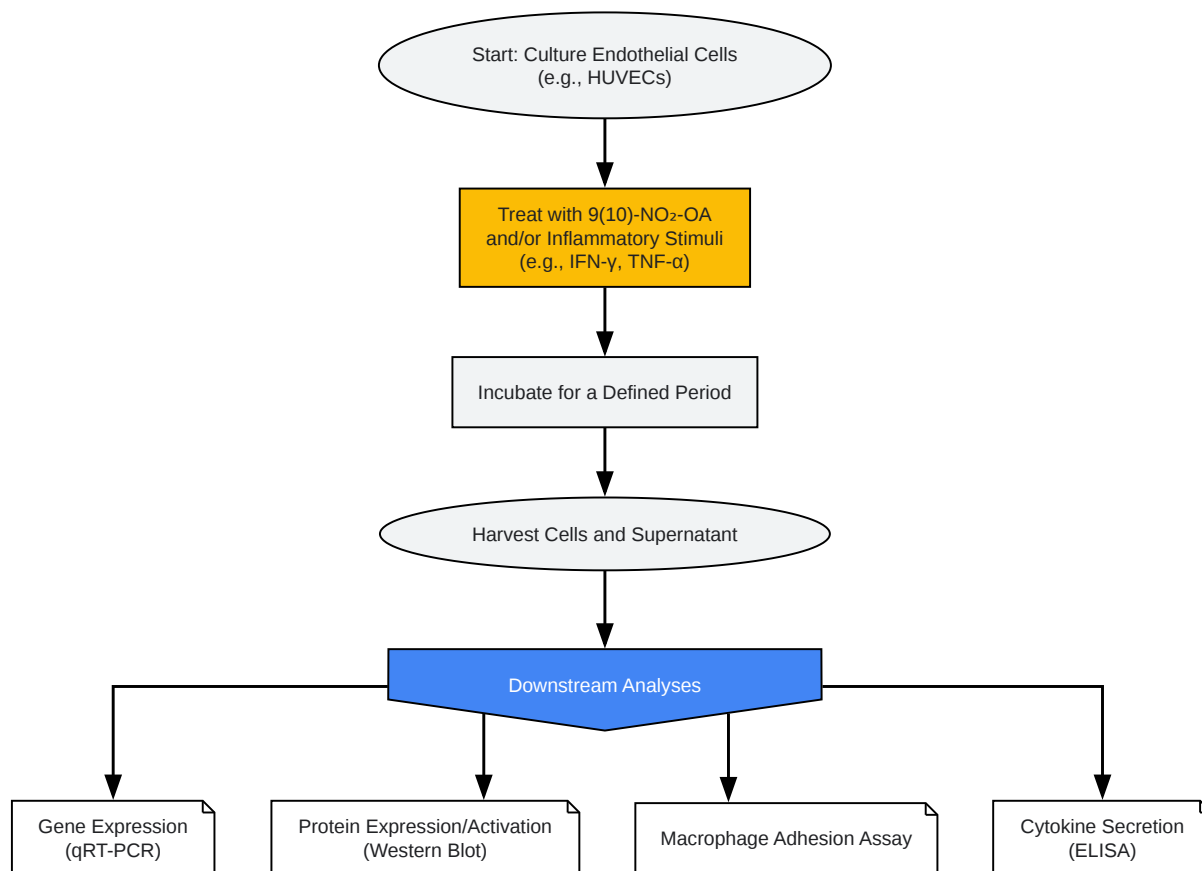 Start: Culture Endothelial Cells
(e.g., HUVECs)
Treat with 9(10)-NO₂-OA
and/or Inflammatory Stimuli
(e.g., IFN-γ, TNF-α)
Incubate for a Defined Period
Harvest Cells and Supernatant
Downstream Analyses
Gene Expression
(qRT-PCR)
Protein Expression/Activation
(Western Blot)
Macrophage Adhesion Assay
Cytokine Secretion
(ELISA)